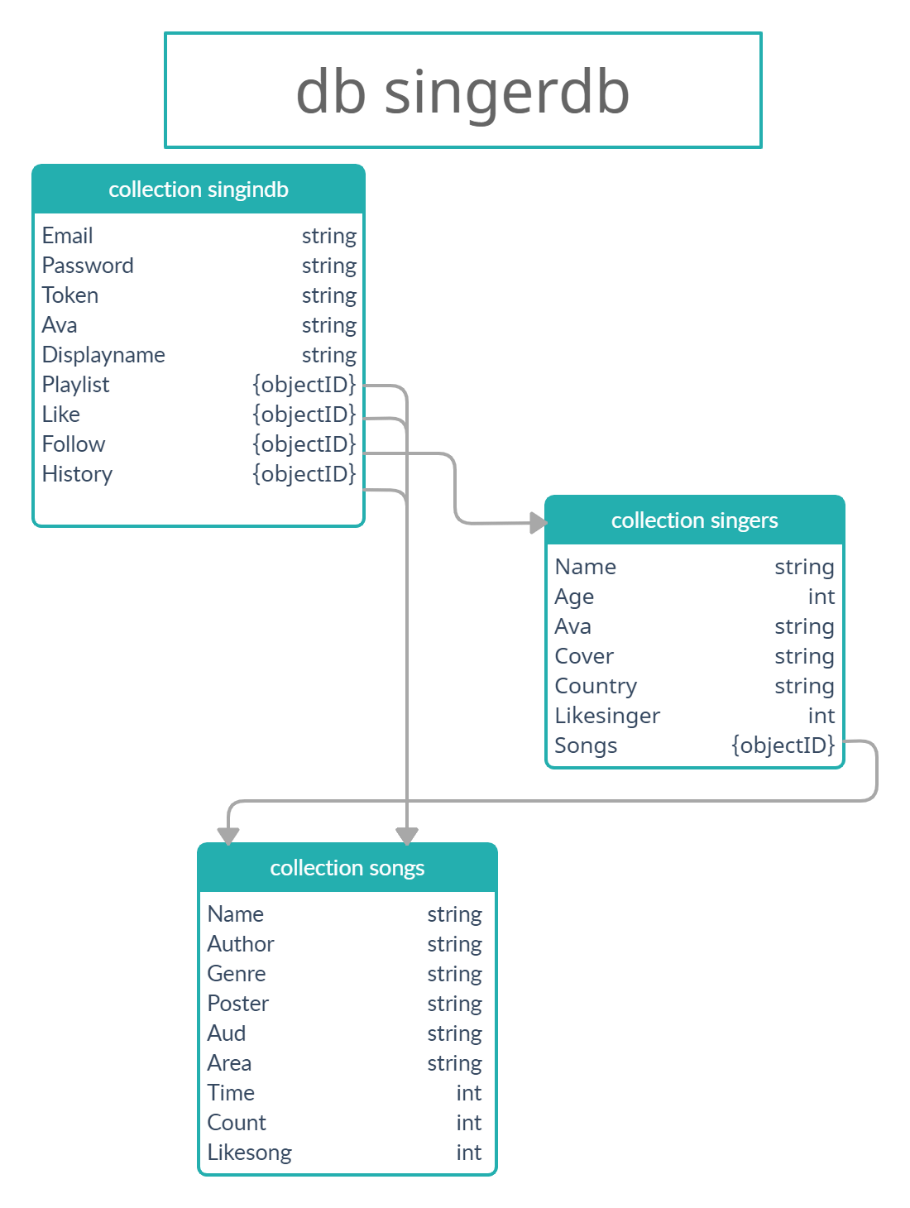 db singerdb
collection singindb
Email string
Password string
Token string
Ava string
Displayname string
Playlist {objectID}
Like {objectID}
Follow {objectID}
History {objectID}
collection singers
Name string
Age int
Ava string
Cover string
Country string
Likesinger int
Songs {objectID}
collection songs
Name string
Author string
Genre string
Poster string
Aud string
Area string
Time int
Count int
Likesong int